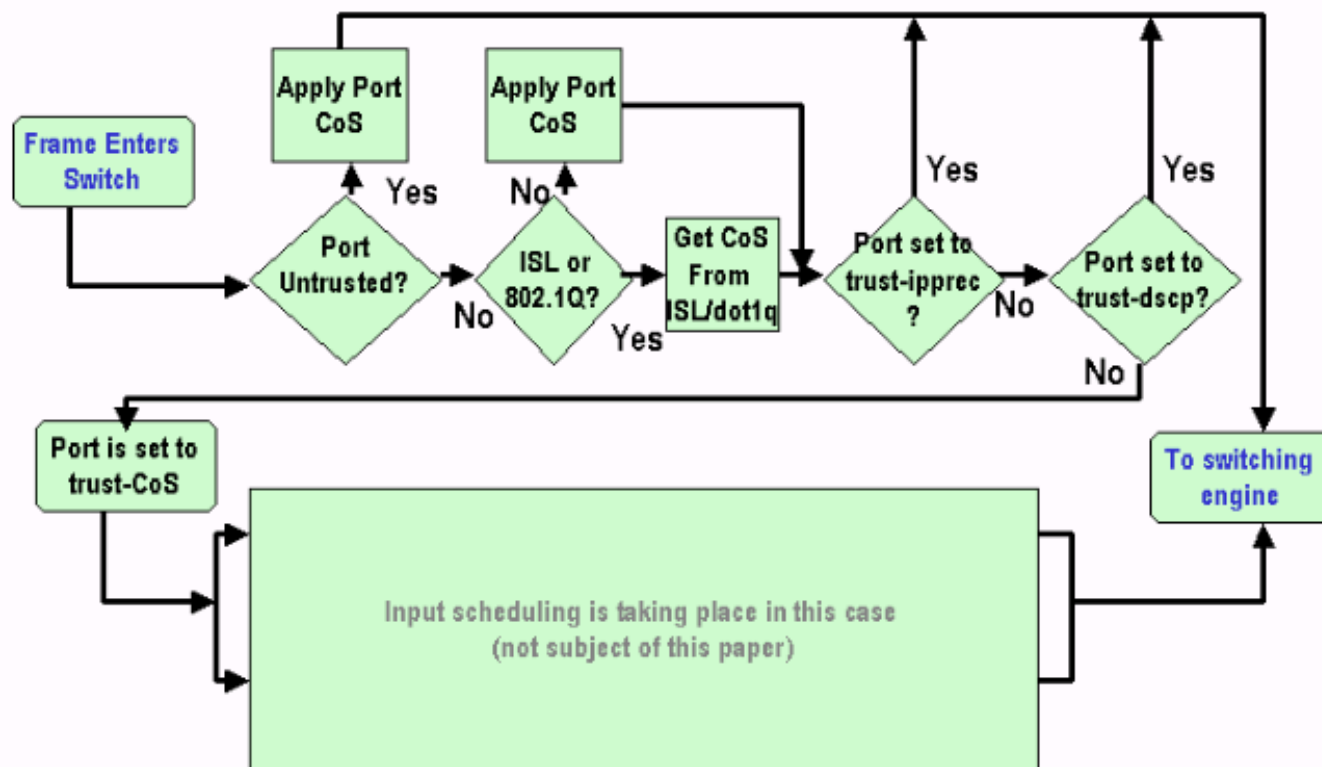 Frame Enters
Switch
Apply Port
CoS
Yes
Port
Untrusted?
No
Apply Port
CoS
No
ISL or
802.1Q?
Yes
Get CoS
From
ISL/dot1q
Yes
Port set to
trust-ipprec
?
No
Yes
Port set to
trust-dscp?
No
Port is set to
trust-CoS
Input scheduling is taking place in this case
(not subject of this paper)
To switching
engine